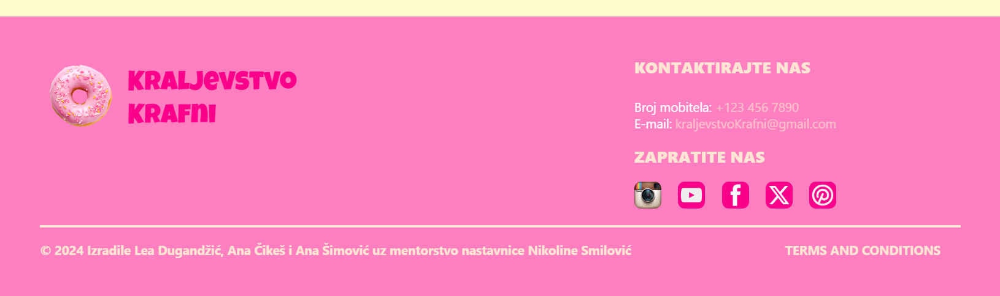 Kraljevstvo
Krafni
KONTAKTIRAJTE NAS
Broj mobitela: +123 456 7890
E-mail: kraljevstvoKrafni@gmail.com
ZAPRATITE NAS
© 2024 Izradile Lea Dugandžić, Ana Čikeš i Ana Šimović uz mentorstvo nastavnice Nikoline Smilović
TERMS AND CONDITIONS